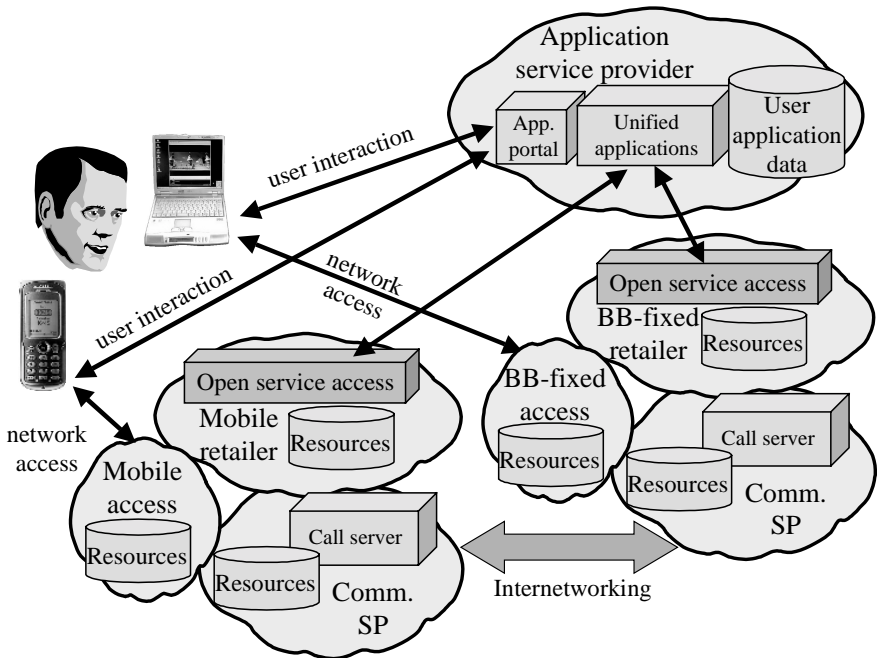 Application
service provider
App.
portal
Unified
applications
User
application
data
user interaction
user interaction
network
access
Open service access
BB-fixed
retailer
Resources
Open service access
Mobile
retailer
Resources
BB-fixed
access
Resources
network
access
Mobile
access
Resources
Call server
Resources
Comm.
SP
Call server
Resources
Comm.
SP
Internetworking